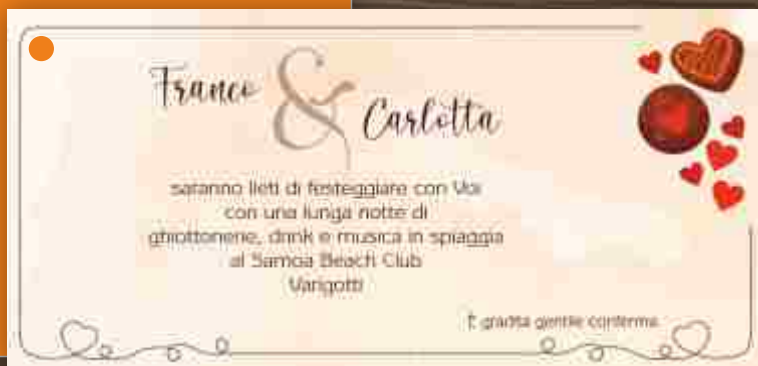 Franco & Carlotta
saranno lieti di festeggiare con Voi
con una lunga notte di
ghiottonerie, drink e musica in spiaggia
al Samoa Beach Club
Varigotti
È gradita gentile conferma